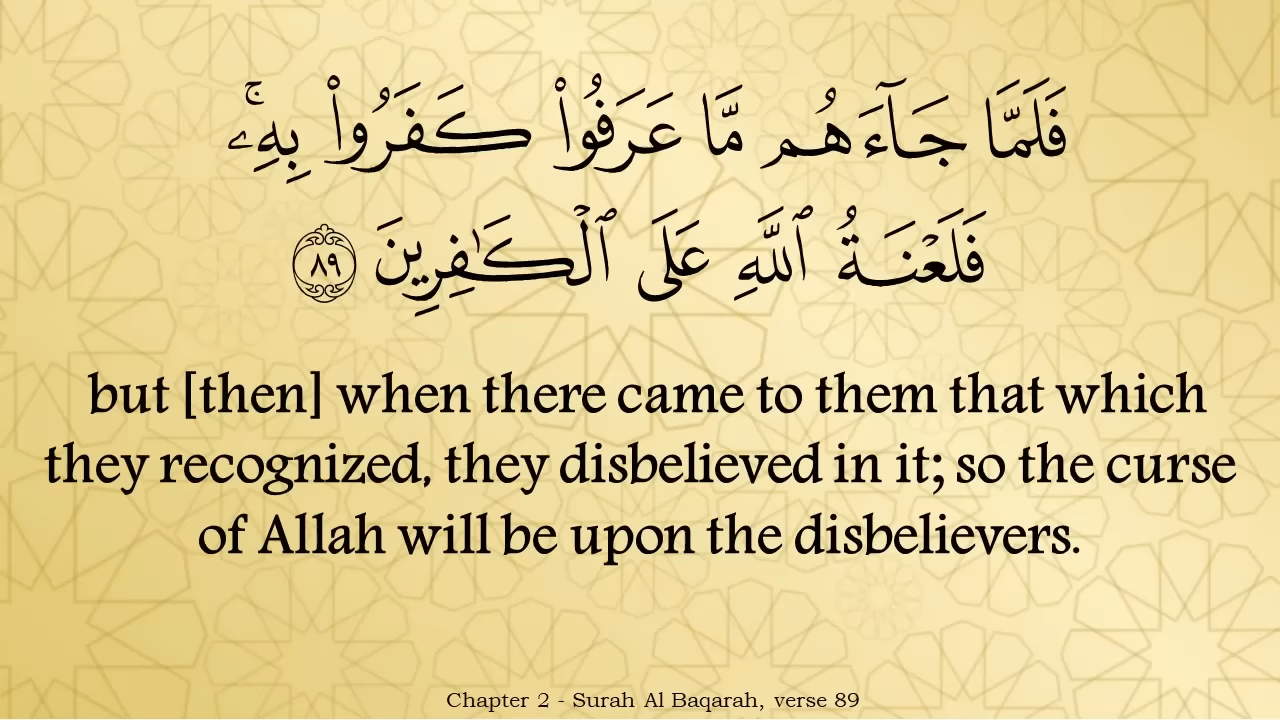 فَلَمَّا جَآءَهُم مَّا عَرَفُوا۟ كَفَرُوا۟ بِهِۦ ۚ
فَلَعْنَةُ ٱللَّهِ عَلَى ٱلْكَـٰفِرِينَ ٨٩
but [then] when there came to them that which
they recognized, they disbelieved in it; so the curse
of Allah will be upon the disbelievers.
Chapter 2 - Surah Al Baqarah, verse 89